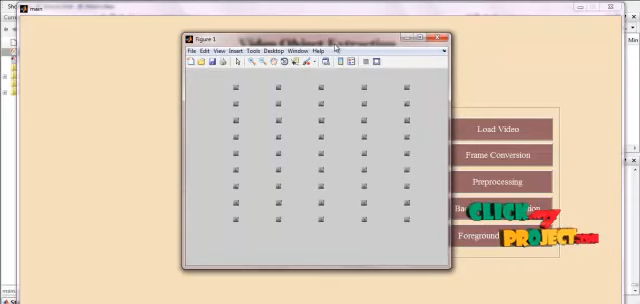 main
Video Object Extraction
Figure 1
File Edit View Insert Tools Desktop Window Help
Load Video
Frame Conversion
Preprocessing
Foreground
CLICK MY
PROJECT.COM